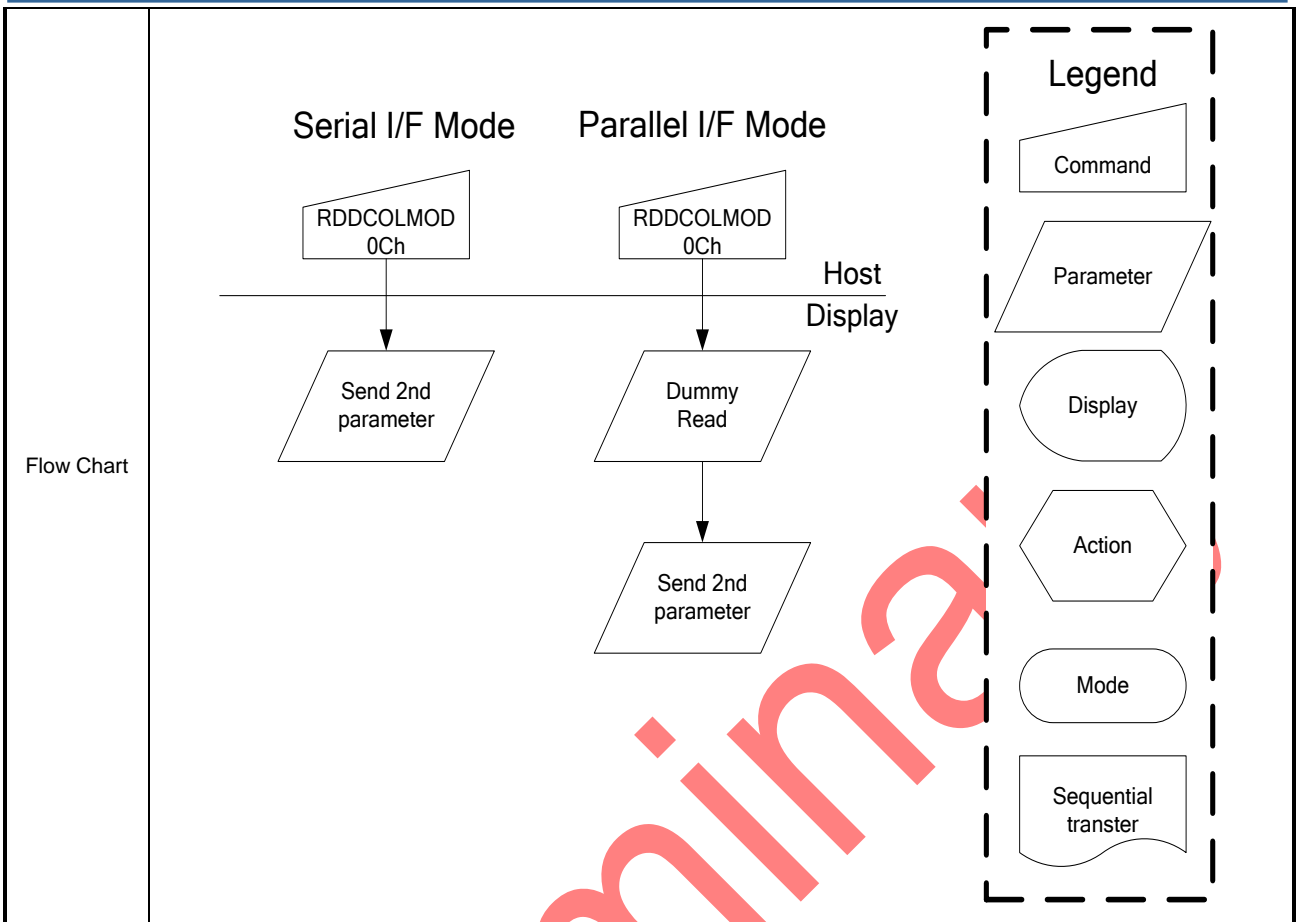 Flow Chart
Serial I/F Mode
Parallel I/F Mode
RDDCOLMOD
0Ch
RDDCOLMOD
0Ch
Host
Display
Send 2nd
parameter
Dummy
Read
Send 2nd
parameter
Legend
Command
Parameter
Display
Action
Mode
Sequential
transter